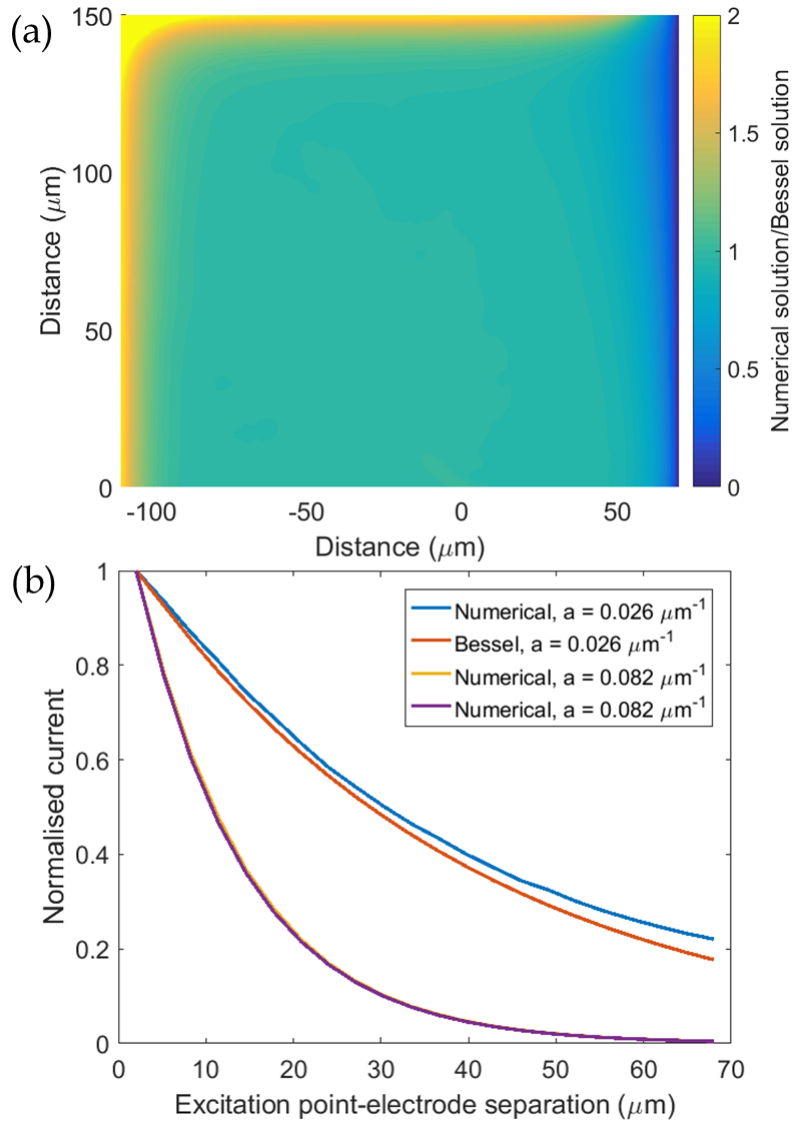 (a)
150
100
50
0
Distance (μm)
-100
-50
0
50
Distance (μm)
2
1.5
1
0.5
0
Numerical solution/Bessel solution
(b)
1
0.8
0.6
0.4
0.2
0
Normalised current
Numerical, a = 0.026 μm⁻¹
Bessel, a = 0.026 μm⁻¹
Numerical, a = 0.082 μm⁻¹
Numerical, a = 0.082 μm⁻¹
0
10
20
30
40
50
60
70
Excitation point-electrode separation (μm)